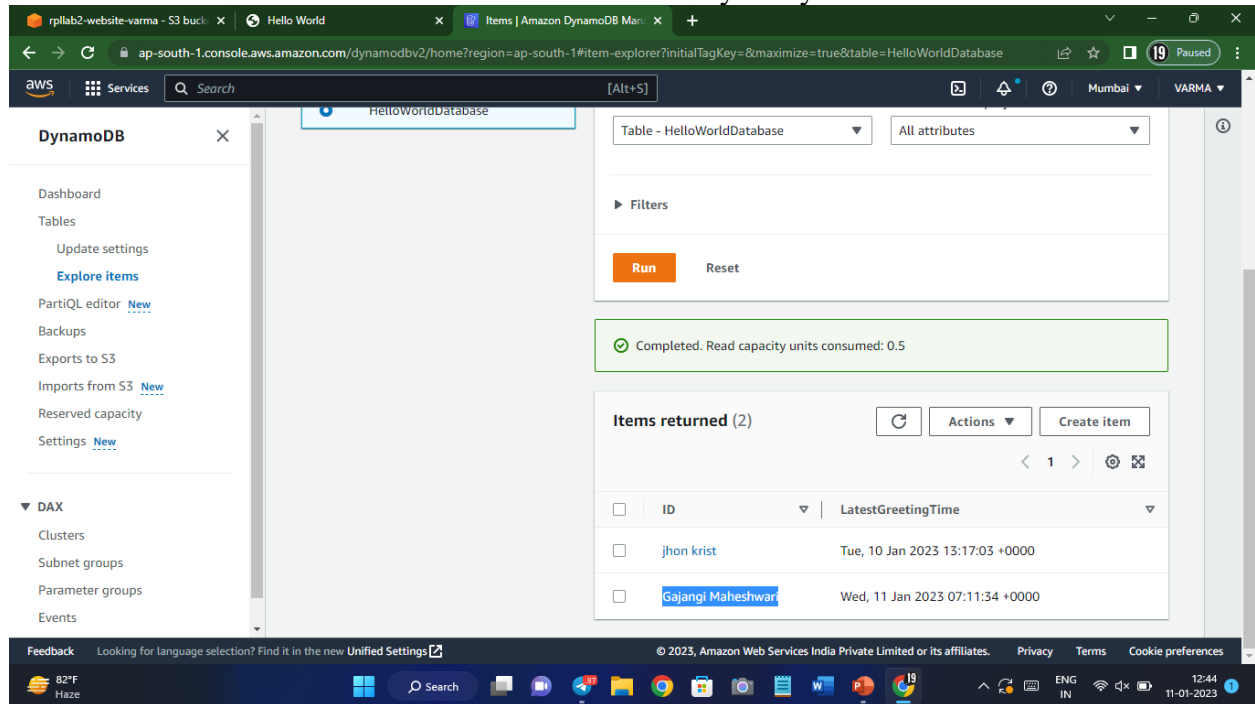 rpllab2-website-varma - S3 buck
Hello World
Items | Amazon DynamoDB Man
ap-south-1.console.aws.amazon.com/dynamodbv2/home?region=ap-south-1#item-explorer?initialTagKey=&maximize=true&table=HelloWorldDatabase
19 Paused
aws Services Search [Alt+S] Mumbai ▼ VARMA ▼
DynamoDB
Dashboard
Tables
Update settings
Explore items
PartiQL editor New
Backups
Exports to S3
Imports from S3 New
Reserved capacity
Settings New
▼ DAX
Clusters
Subnet groups
Parameter groups
Events
HelloWorldDatabase
Table - HelloWorldDatabase
All attributes
Filters
Run Reset
Completed. Read capacity units consumed: 0.5
Items returned (2) Actions ▼ Create item
1
ID LatestGreetingTime
jhon krist Tue, 10 Jan 2023 13:17:03 +0000
Gajangi Maheshwari Wed, 11 Jan 2023 07:11:34 +0000
Feedback Looking for language selection? Find it in the new Unified Settings © 2023, Amazon Web Services India Private Limited or its affiliates. Privacy Terms Cookie preferences
82°F
Haze
Search
97
19
ENG
IN
12:44
11-01-2023
1